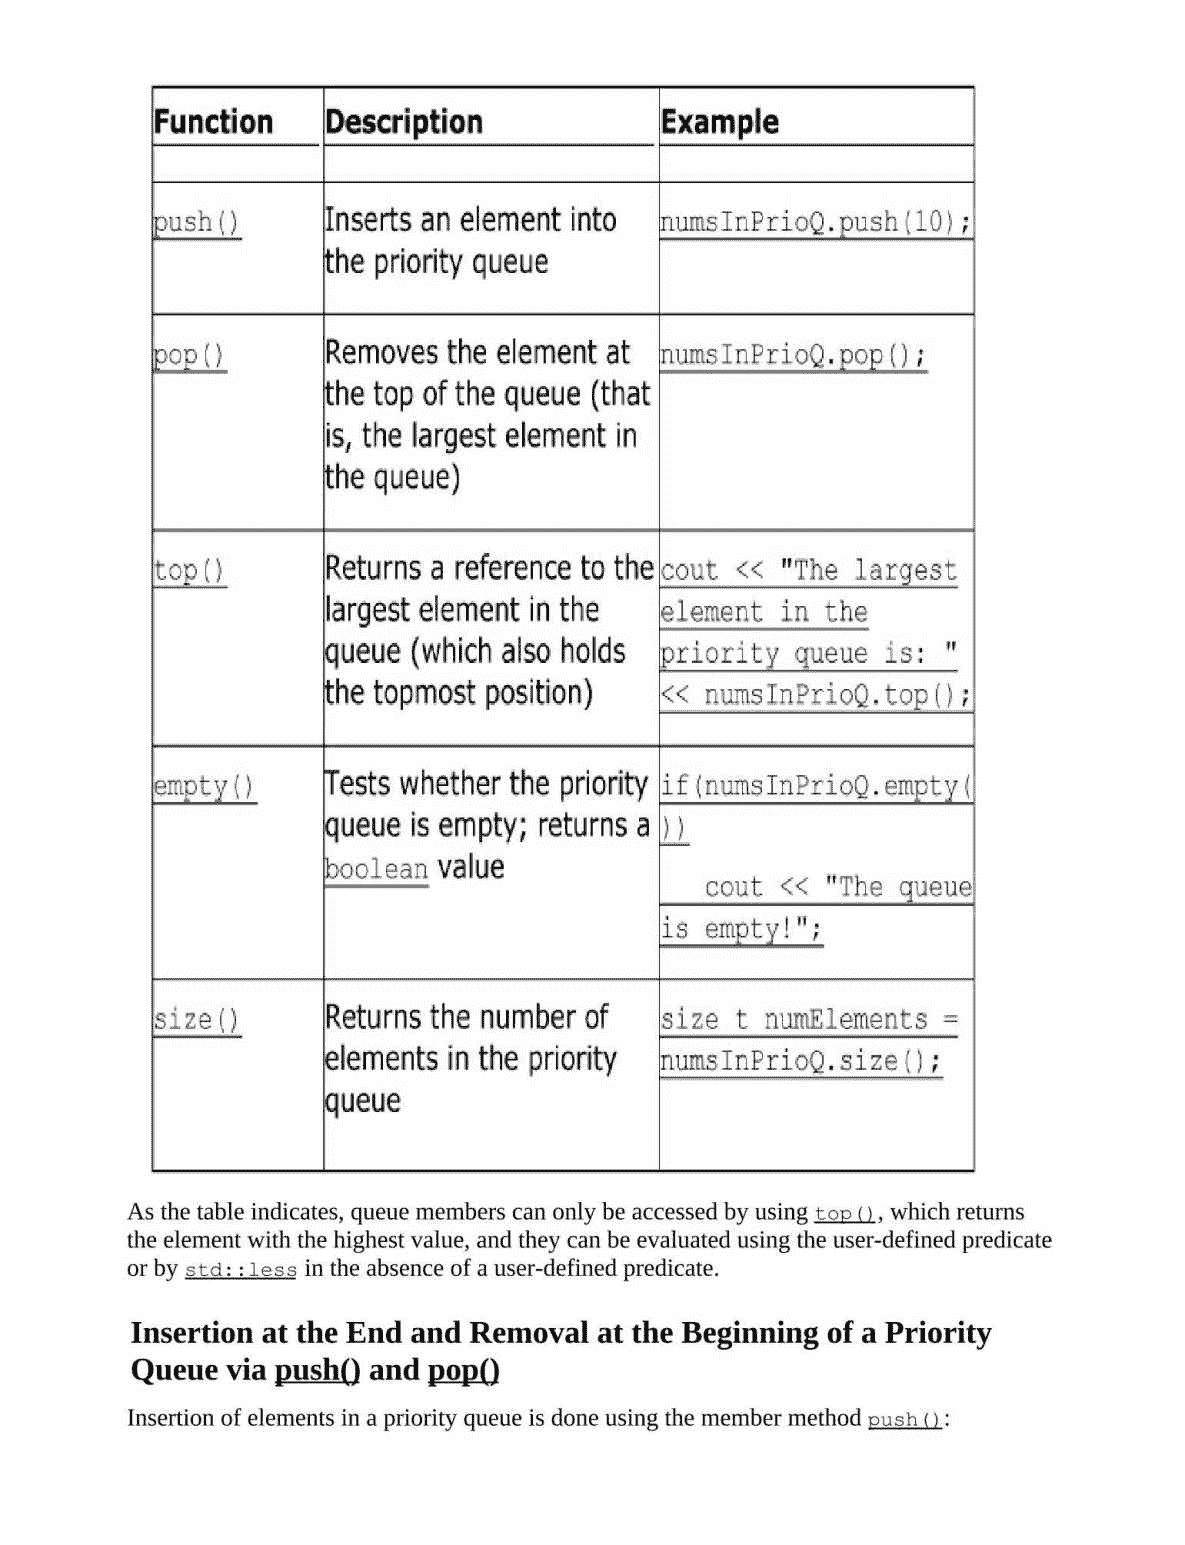 Function Description Example
push() Inserts an element into numsInPrioQ.push(10);
the priority queue
pop() Removes the element at numsInPrioQ.pop();
the top of the queue (that
is, the largest element in
the queue)
top() Returns a reference to the cout << "The largest
largest element in the element in the
queue (which also holds priority queue is: "
the topmost position) << numsInPrioQ.top();
empty() Tests whether the priority if(numsInPrioQ.empty(
queue is empty; returns a ))
boolean value
cout << "The queue
is empty!";
size() Returns the number of size t numElements =
elements in the priority numsInPrioQ.size();
queue
As the table indicates, queue members can only be accessed by using top(), which returns
the element with the highest value, and they can be evaluated using the user-defined predicate
or by std::less in the absence of a user-defined predicate.
Insertion at the End and Removal at the Beginning of a Priority
Queue via push() and pop()
Insertion of elements in a priority queue is done using the member method push():